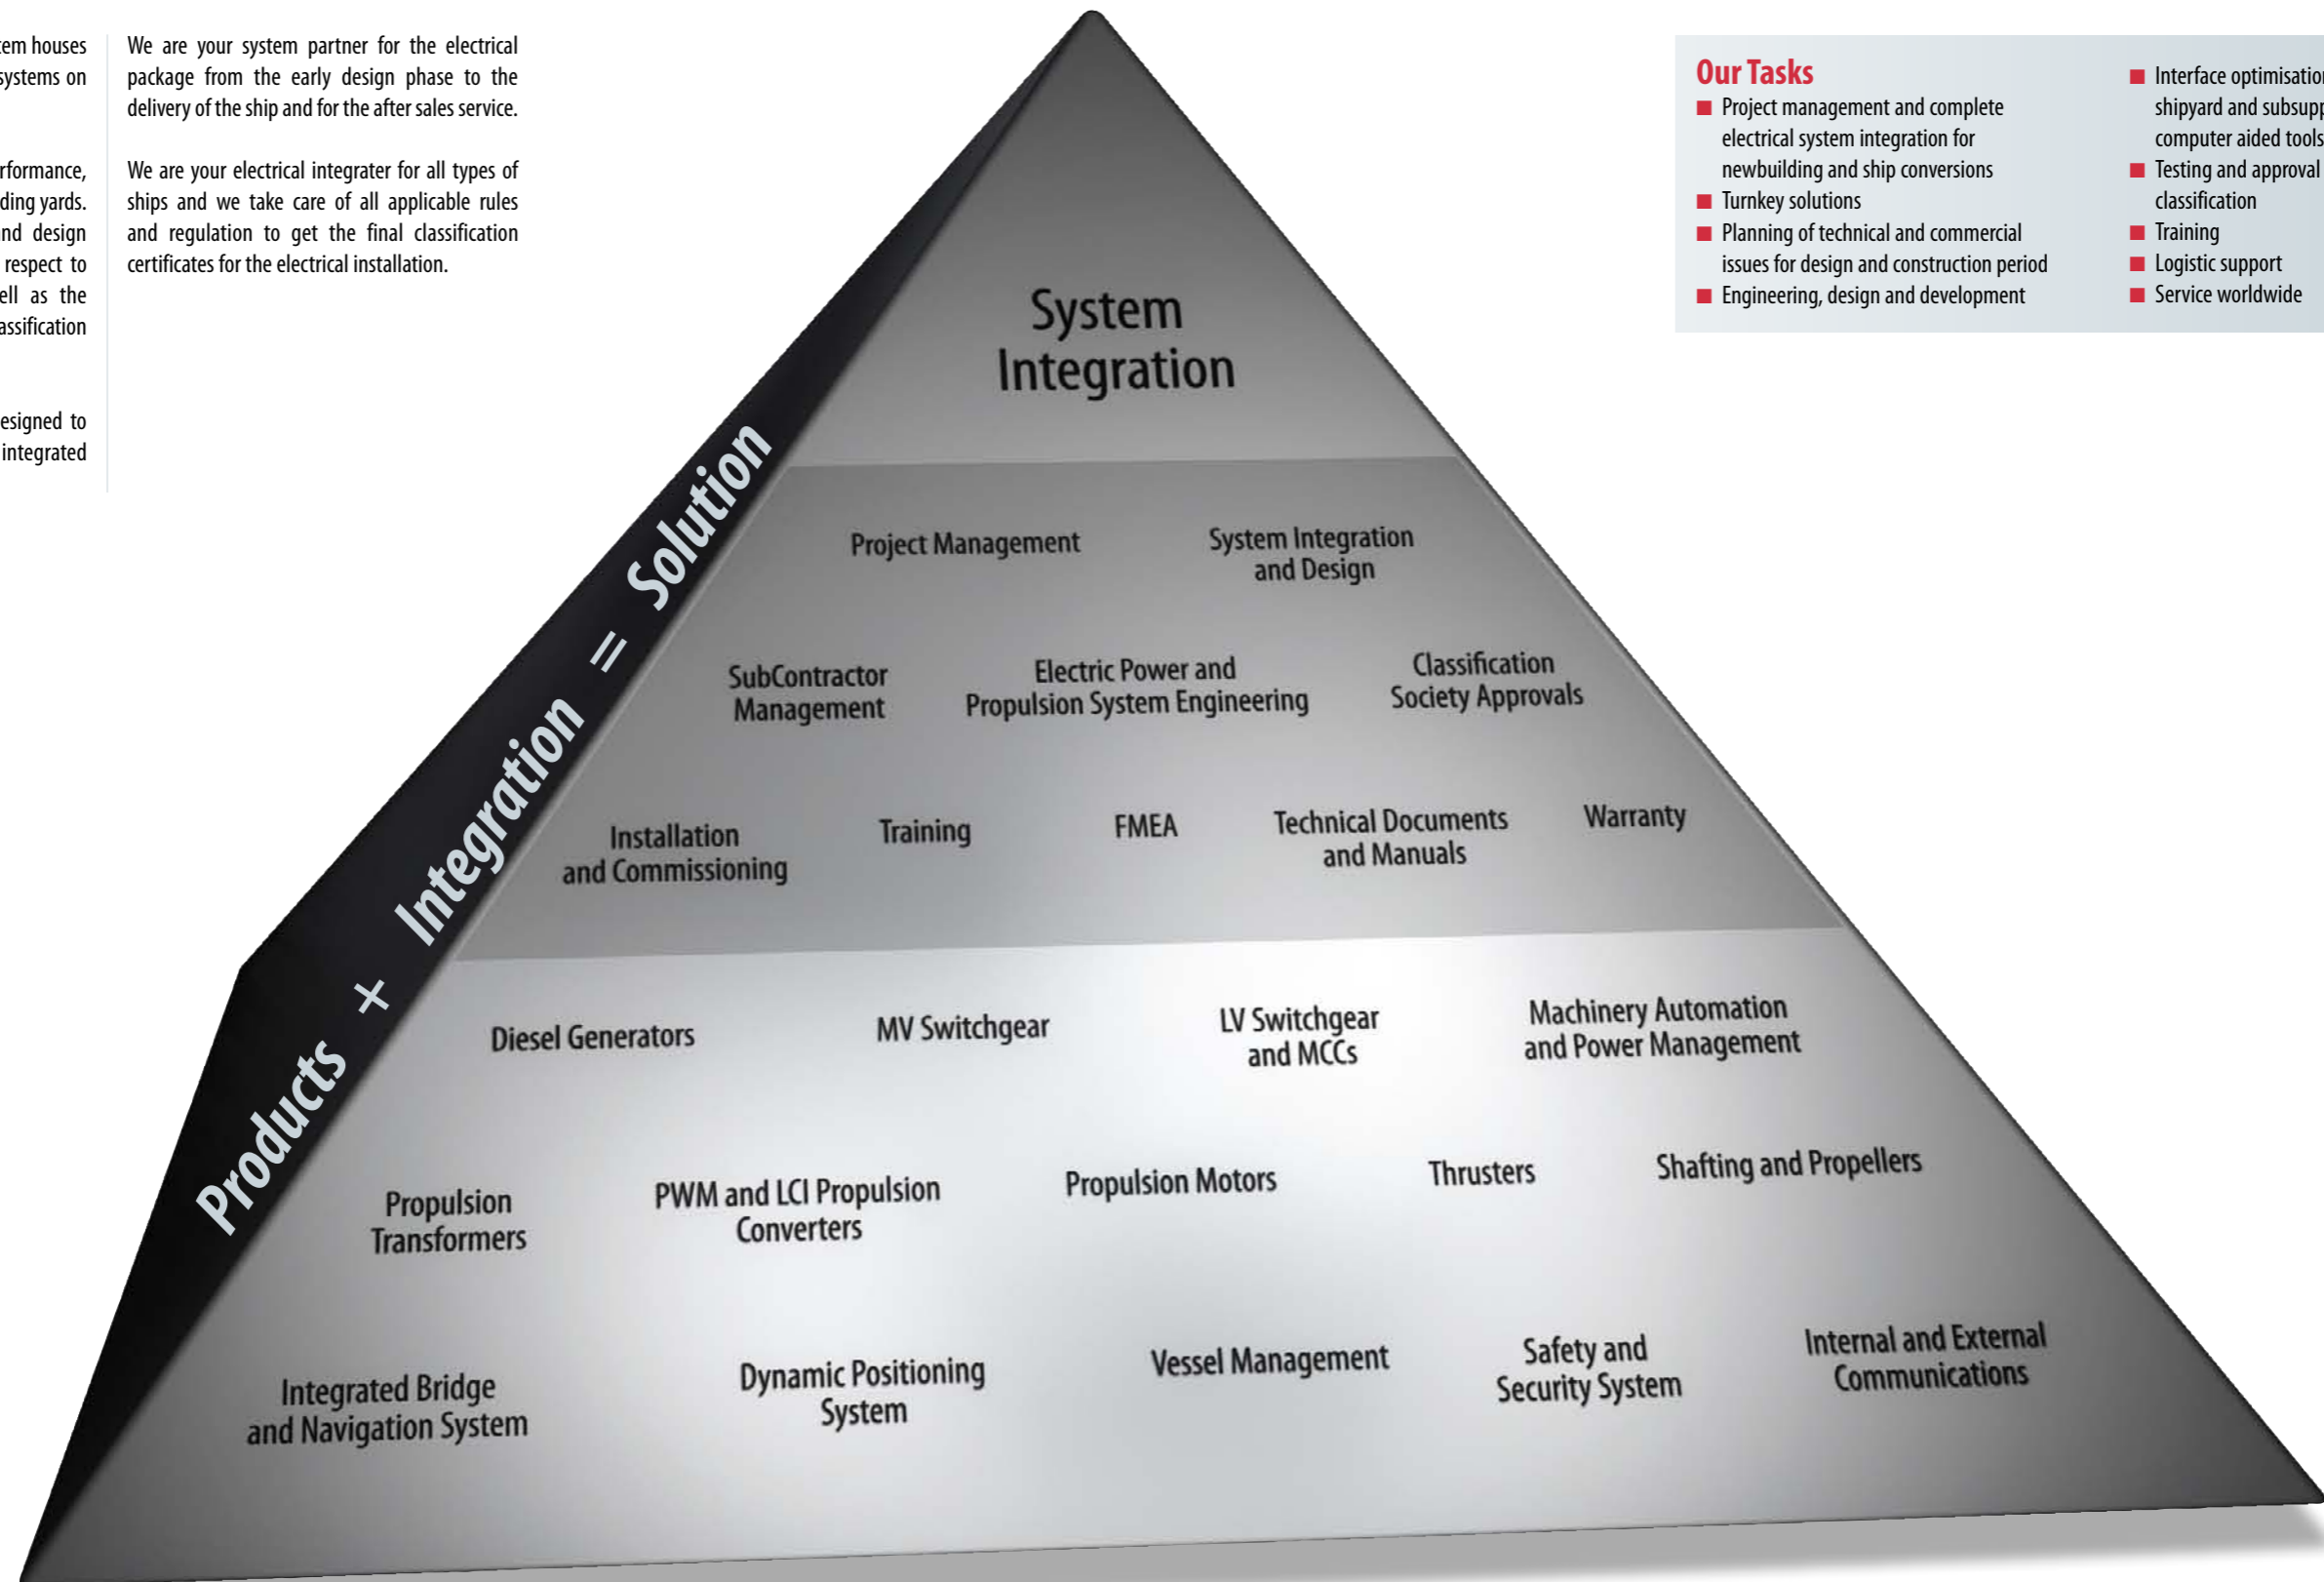 tem houses
systems on
rformance,
ding yards.
nd design
respect to
ell as the
assification
esigned to
integrated
We are your system partner for the electrical
package from the early design phase to the
delivery of the ship and for the after sales service.
We are your electrical integrater for all types of
ships and we take care of all applicable rules
and regulation to get the final classification
certificates for the electrical installation.
Our Tasks
Project management and complete
electrical system integration for
newbuilding and ship conversions
Turnkey solutions
Planning of technical and commercial
issues for design and construction period
Engineering, design and development
Interface optimisation
shipyard and subsupp
computer aided tools
Testing and approval
classification
Training
Logistic support
Service worldwide
System
Integration
Products + Integration = Solution
Project Management
System Integration
and Design
SubContractor
Management
Electric Power and
Propulsion System Engineering
Classification
Society Approvals
Installation
and Commissioning
Training
FMEA
Technical Documents
and Manuals
Warranty
Diesel Generators
MV Switchgear
LV Switchgear
and MCCs
Machinery Automation
and Power Management
Propulsion
Transformers
PWM and LCI Propulsion
Converters
Propulsion Motors
Thrusters
Shafting and Propellers
Integrated Bridge
and Navigation System
Dynamic Positioning
System
Vessel Management
Safety and
Security System
Internal and External
Communications